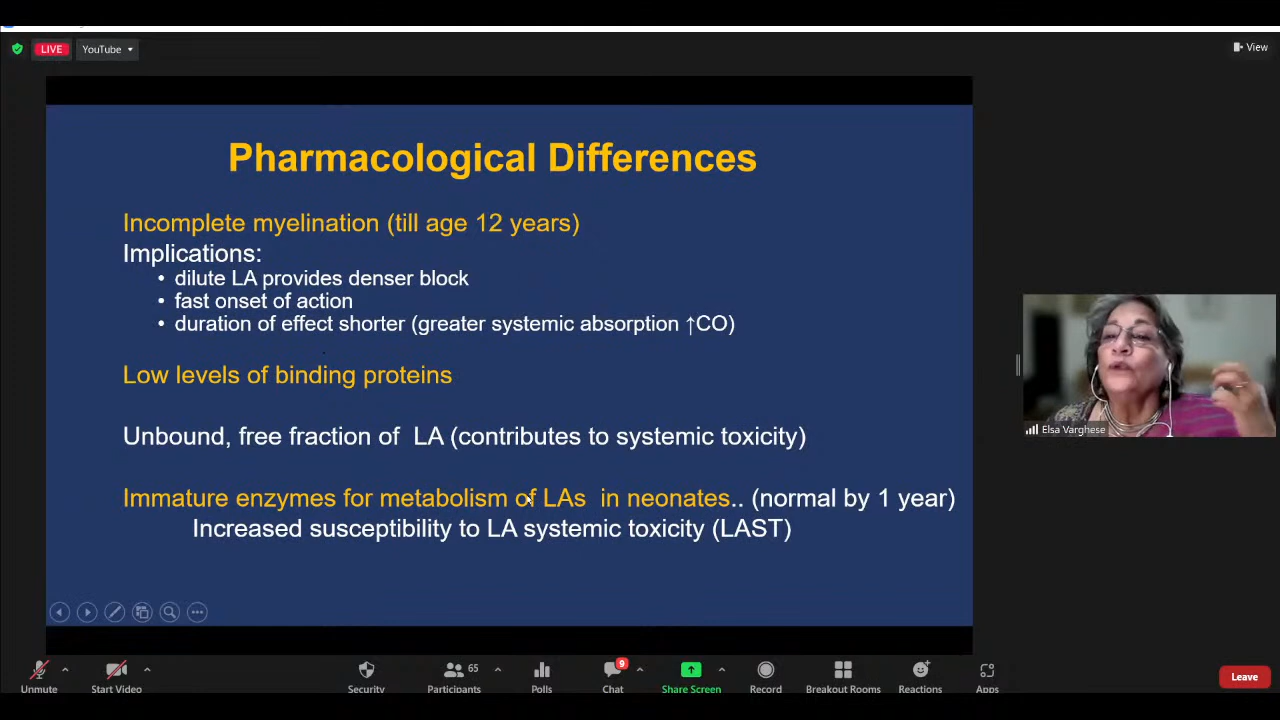 LIVE
YouTube
View
Pharmacological Differences
Incomplete myelination (till age 12 years)
Implications:
• dilute LA provides denser block
• fast onset of action
• duration of effect shorter (greater systemic absorption ↑CO)
Low levels of binding proteins
Unbound, free fraction of LA (contributes to systemic toxicity)
Immature enzymes for metabolism of LAs in neonates.. (normal by 1 year)
Increased susceptibility to LA systemic toxicity (LAST)
Elsa Varghese
65
9
Unmute
Start Video
Security
Participants
Polls
Chat
Share Screen
Record
Breakout Rooms
Reactions
Apps
Leave